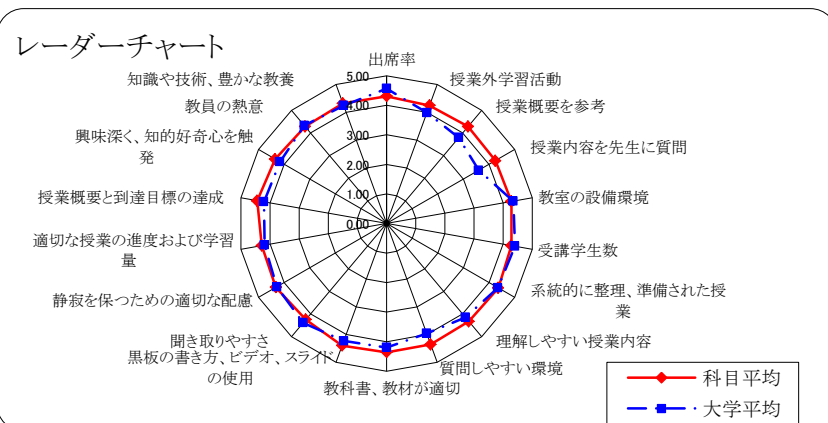 レーダーチャート
出席率
授業外学習活動
授業概要を参考
授業内容を先生に質問
教室の設備環境
受講学生数
系統的に整理、準備された授
業
理解しやすい授業内容
質問しやすい環境
教科書、教材が適切
黒板の書き方、ビデオ、スライド
の使用
聞き取りやすさ
静寂を保つための適切な配慮
適切な授業の進度および学習
量
授業概要と到達目標の達成
興味深く、知的好奇心を触
発
教員の熱意
知識や技術、豊かな教養
5.00
4.00
3.00
2.00
1.00
0.00
科目平均
大学平均